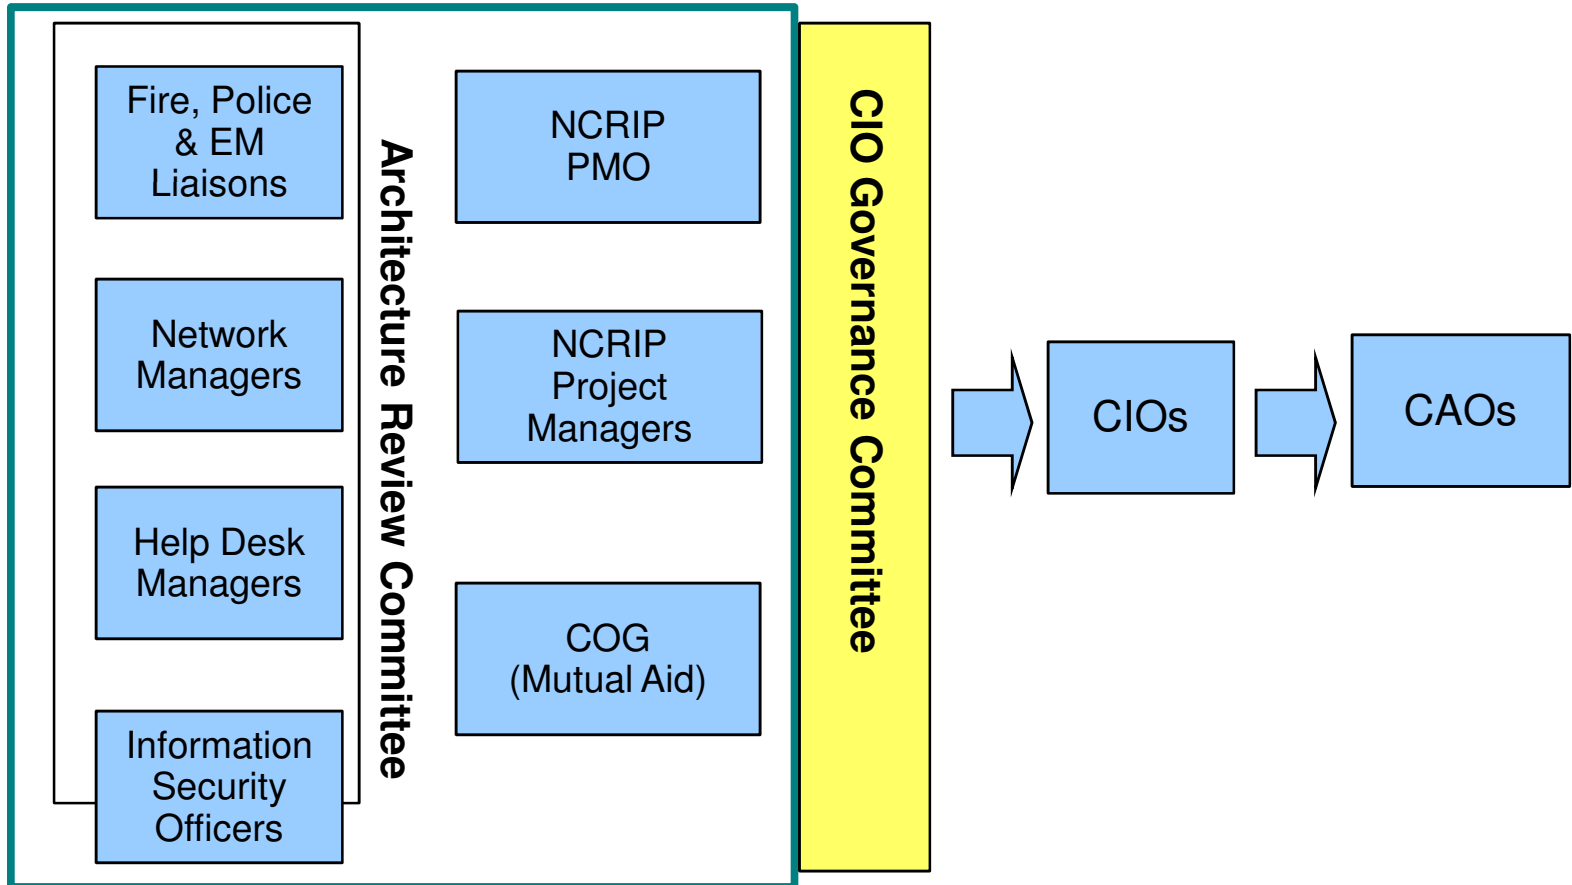 Fire, Police
& EM
Liaisons
Network
Managers
Help Desk
Managers
Information
Security
Officers
Architecture Review Committee
NCRIP
PMO
NCRIP
Project
Managers
COG
(Mutual Aid)
CIO Governance Committee
CIOs
CAOs